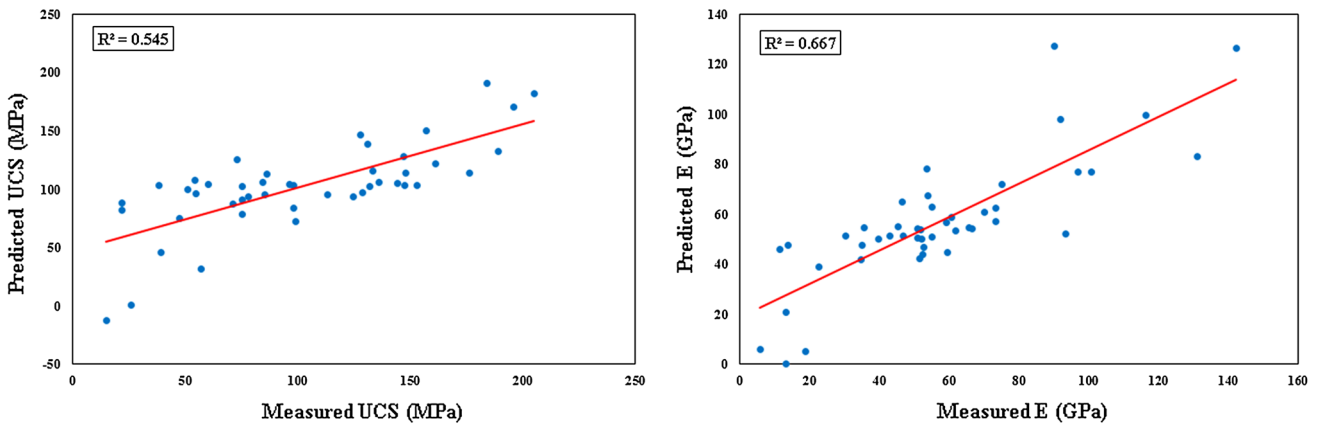 R² = 0.545
250
200
150
100
50
0
-50
0 50 100 150 200 250
Predicted UCS (MPa)
Measured UCS (MPa)
R² = 0.667
140
120
100
80
60
40
20
0
0 20 40 60 80 100 120 140 160
Predicted E (GPa)
Measured E (GPa)